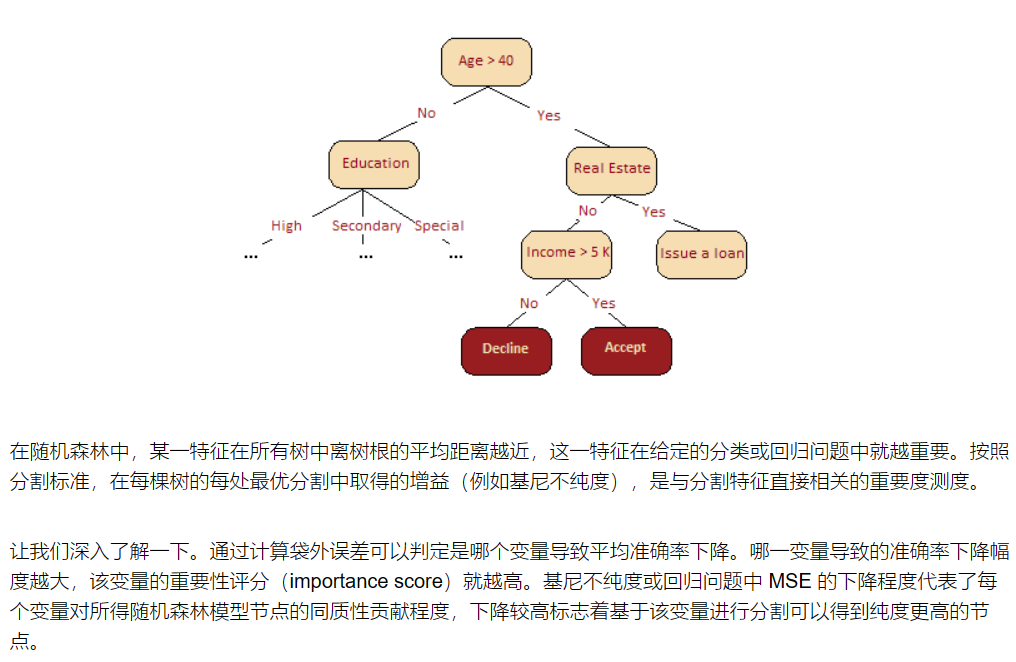 Age > 40
No
Yes
Education
Real Estate
High
Secondary
Special
No
Yes
...
...
...
Income > 5 K
Issue a loan
No
Yes
Decline
Accept
在随机森林中，某一特征在所有树中离树根的平均距离越近，这一特征在给定的分类或回归问题中就越重要。按照
分割标准，在每棵树的每处最优分割中取得的增益（例如基尼不纯度），是与分割特征直接相关的重要度测度。
让我们深入了解一下。通过计算袋外误差可以判定是哪个变量导致平均准确率下降。哪一变量导致的准确率下降幅
度越大，该变量的重要性评分（importance score）就越高。基尼不纯度或回归问题中 MSE 的下降程度代表了每
个变量对所得随机森林模型节点的同质性贡献程度，下降较高标志着基于该变量进行分割可以得到纯度更高的节
点。